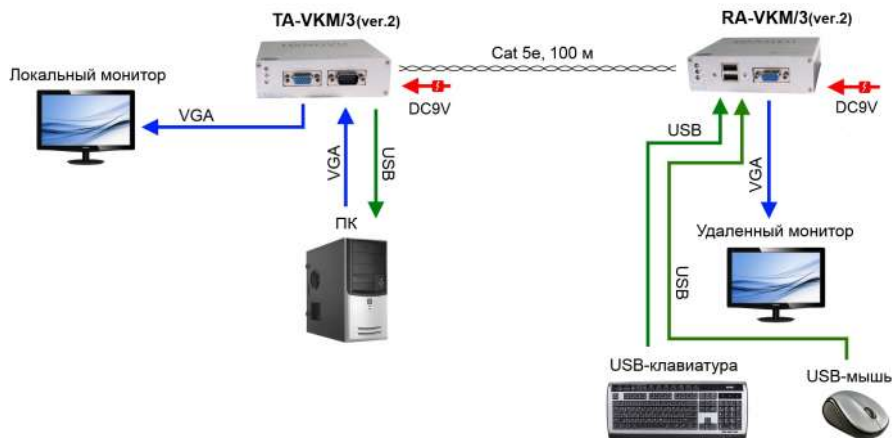 TA-VKM/3(ver.2)
RA-VKM/3(ver.2)
Cat 5e, 100 м
Локальный монитор
DC9V
DC9V
VGA
USB
VGA
USB
VGA
ПК
Удаленный монитор
USB
USB-клавиатура
USB-мышь